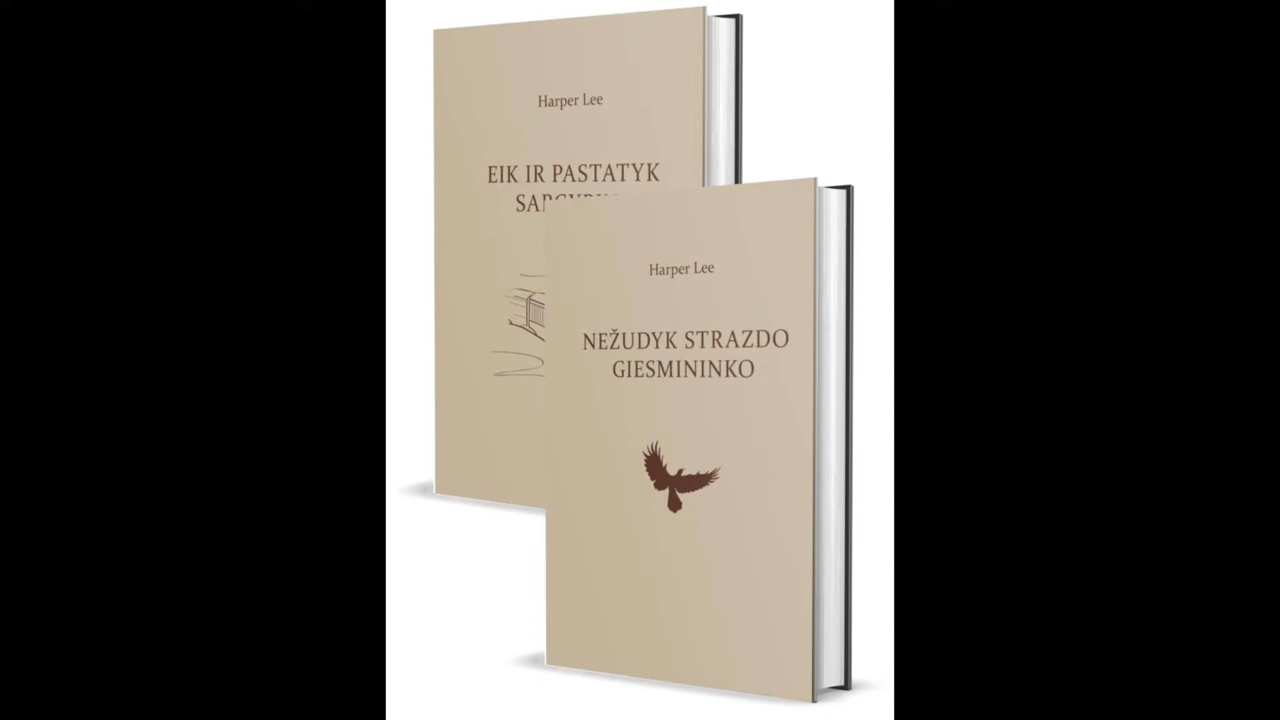 Harper Lee
EIK IR PASTATYK
Harper Lee
NEŽUDYK STRAZDO
GIESMININKO